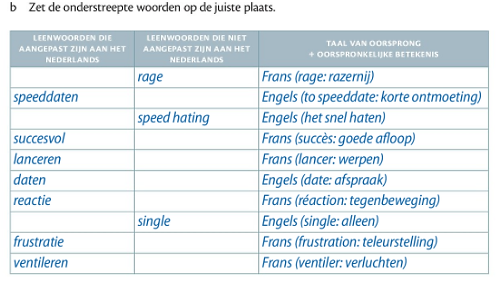 b Zet de onderstreepte woorden op de juiste plaats.
LEENWOORDEN DIE AANGEPAST ZIJN AAN HET NEDERLANDS
LEENWOORDEN DIE NIET AANGEPAST ZIJN AAN HET NEDERLANDS
TAAL VAN OORSPRONG + OORSPRONKELIJKE BETEKENIS
rage Frans (rage: razernij)
speeddaten Engels (to speeddate: korte ontmoeting)
speed hating Engels (het snel haten)
succesvol Frans (succès: goede afloop)
lanceren Frans (lancer: werpen)
daten Engels (date: afspraak)
reactie Frans (réaction: tegenbeweging)
single Engels (single: alleen)
frustratie Frans (frustration: teleurstelling)
ventileren Frans (ventiler: verluchten)